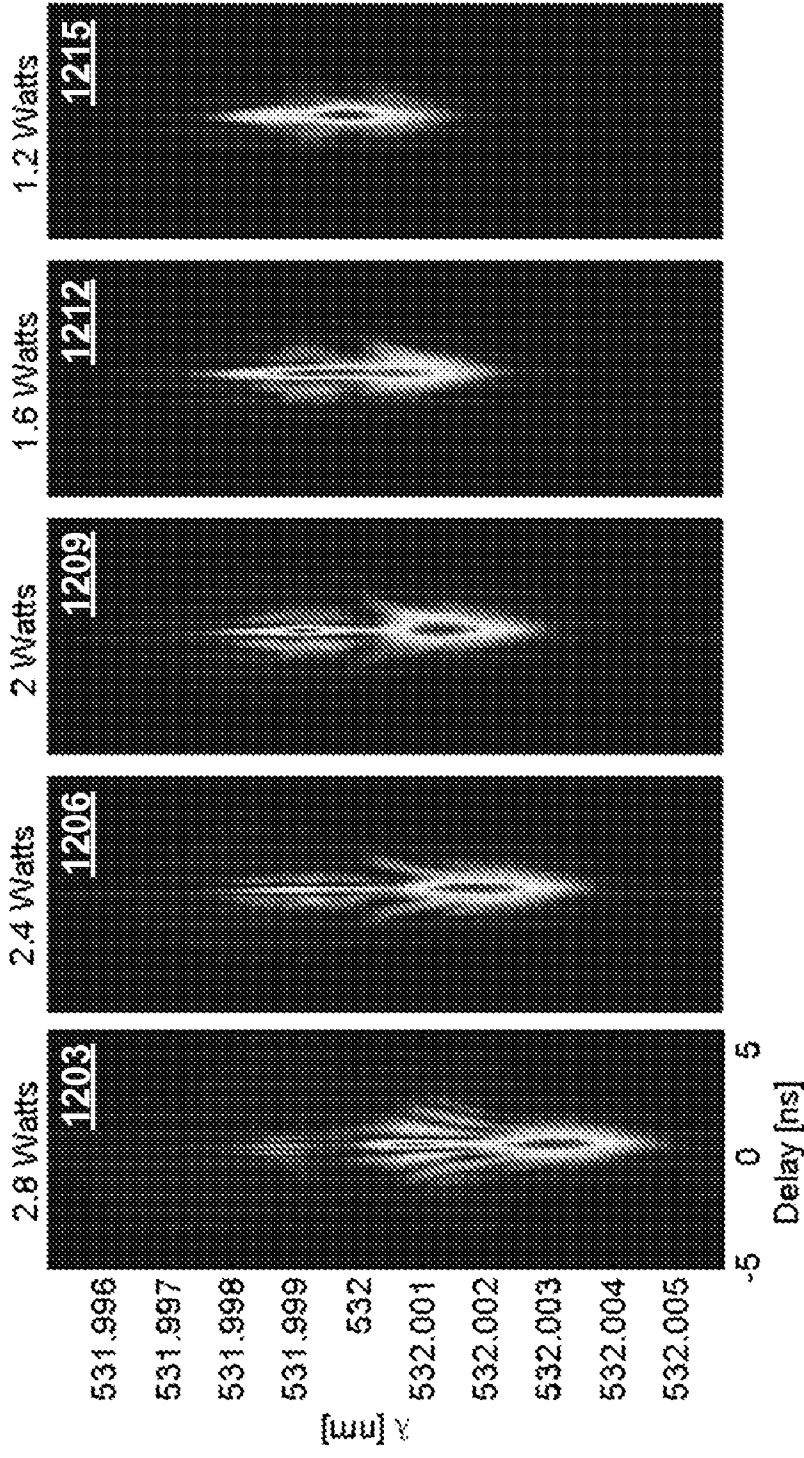 2.8 Watts
2.4 Watts
2 Watts
1.6 Watts
1.2 Watts
1203
1206
1209
1212
1215
531.996
531.997
531.998
531.999
532
532.001
532.002
532.003
532.004
532.005
λ [nm]
-5
0
5
Delay [ns]